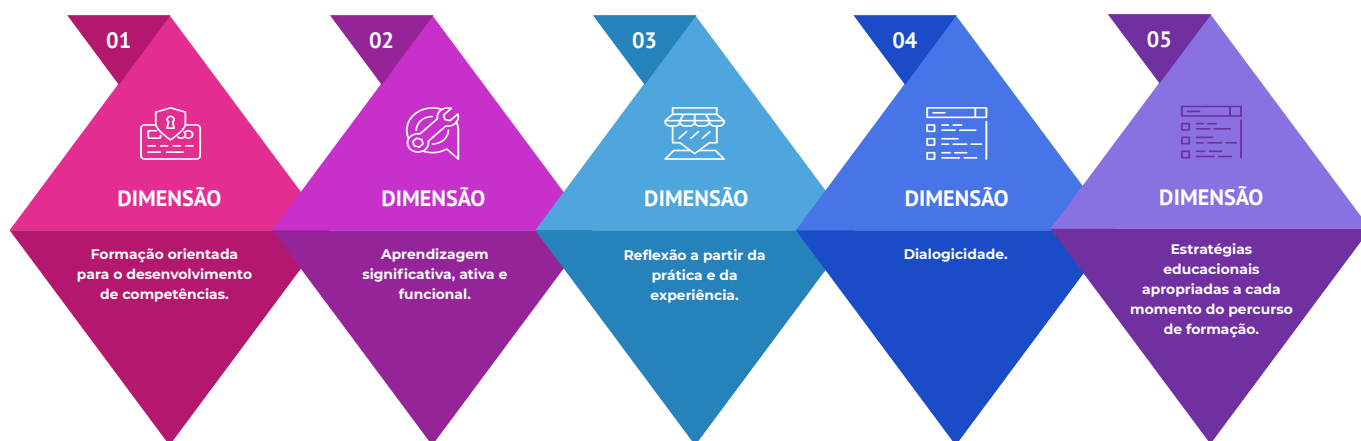 01
DIMENSÃO
Formação orientada
para o desenvolvimento
de competências.
02
DIMENSÃO
Aprendizagem
significativa, ativa e
funcional.
03
DIMENSÃO
Reflexão a partir da
prática e da
experiência.
04
DIMENSÃO
Dialogicidade.
05
DIMENSÃO
Estratégias
educacionais
apropriadas a cada
momento do percurso
de formação.